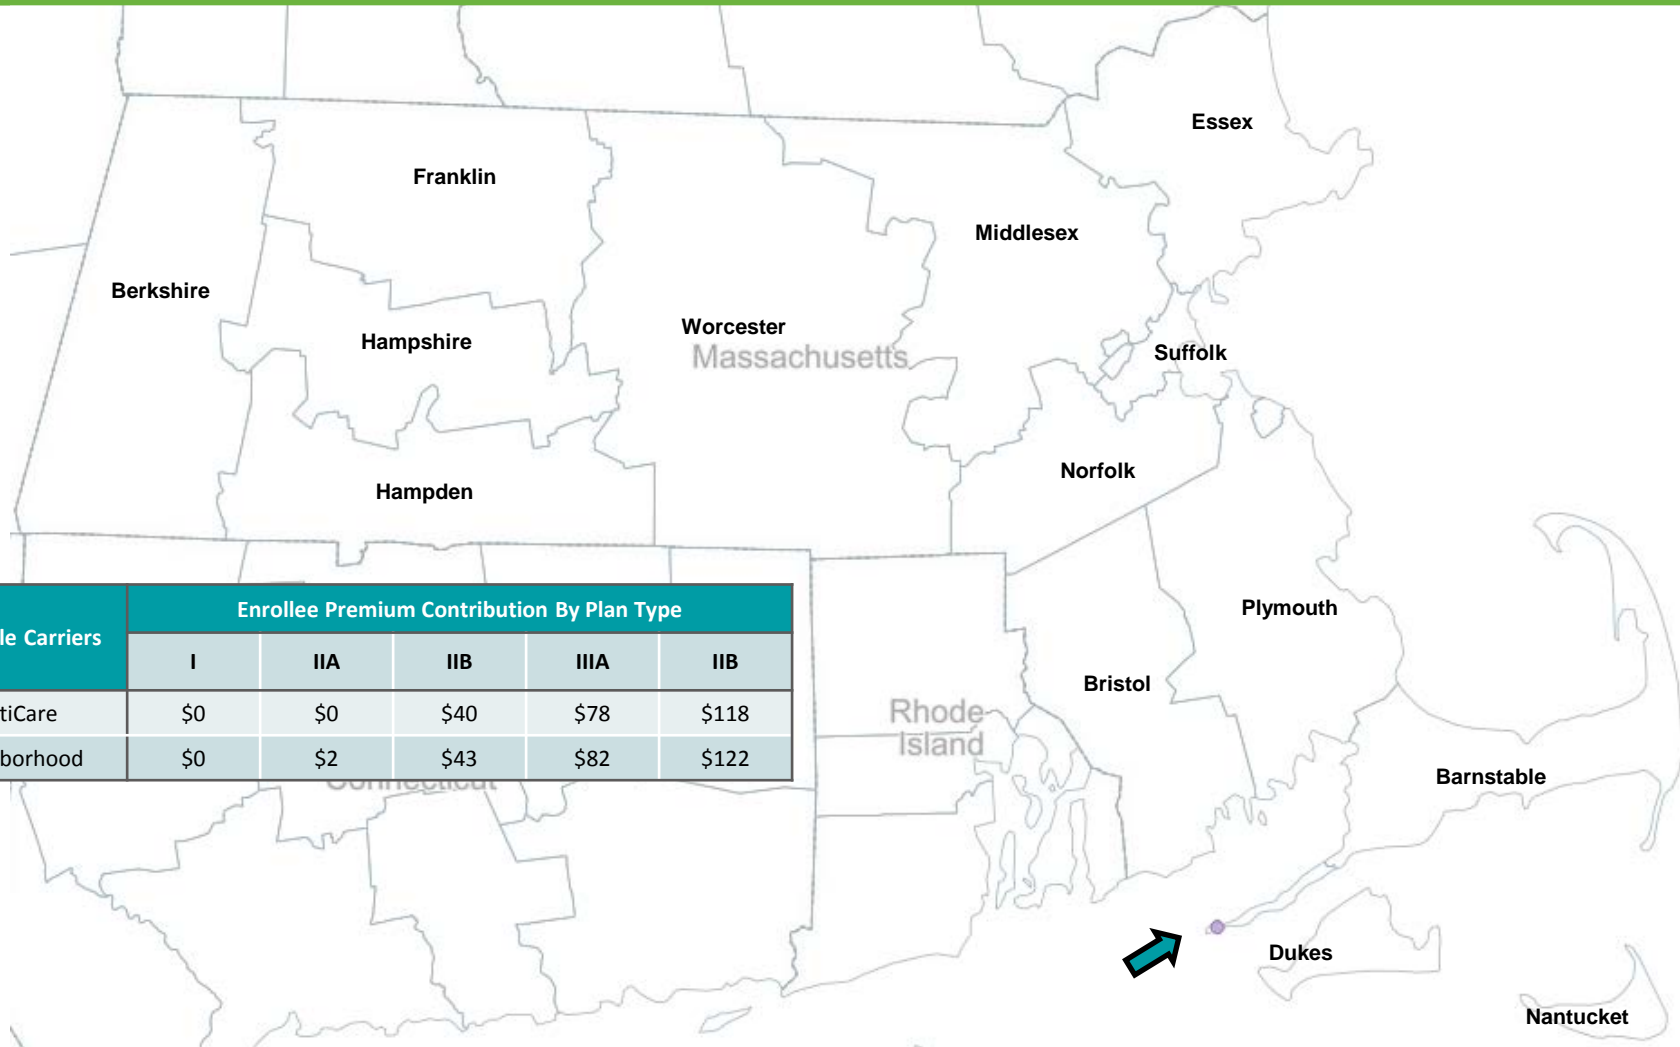 Essex
Franklin
Middlesex
Berkshire
Worcester
Hampshire
Massachusetts
Suffolk
Norfolk
Hampden
Enrollee Premium Contribution By Plan Type
le Carriers
I IIA IIB IIIA IIB
tiCare $0 $0 $40 $78 $118
borhood $0 $2 $43 $82 $122
Connecticut
Plymouth
Bristol
Rhode
Island
Barnstable
Dukes
Nantucket